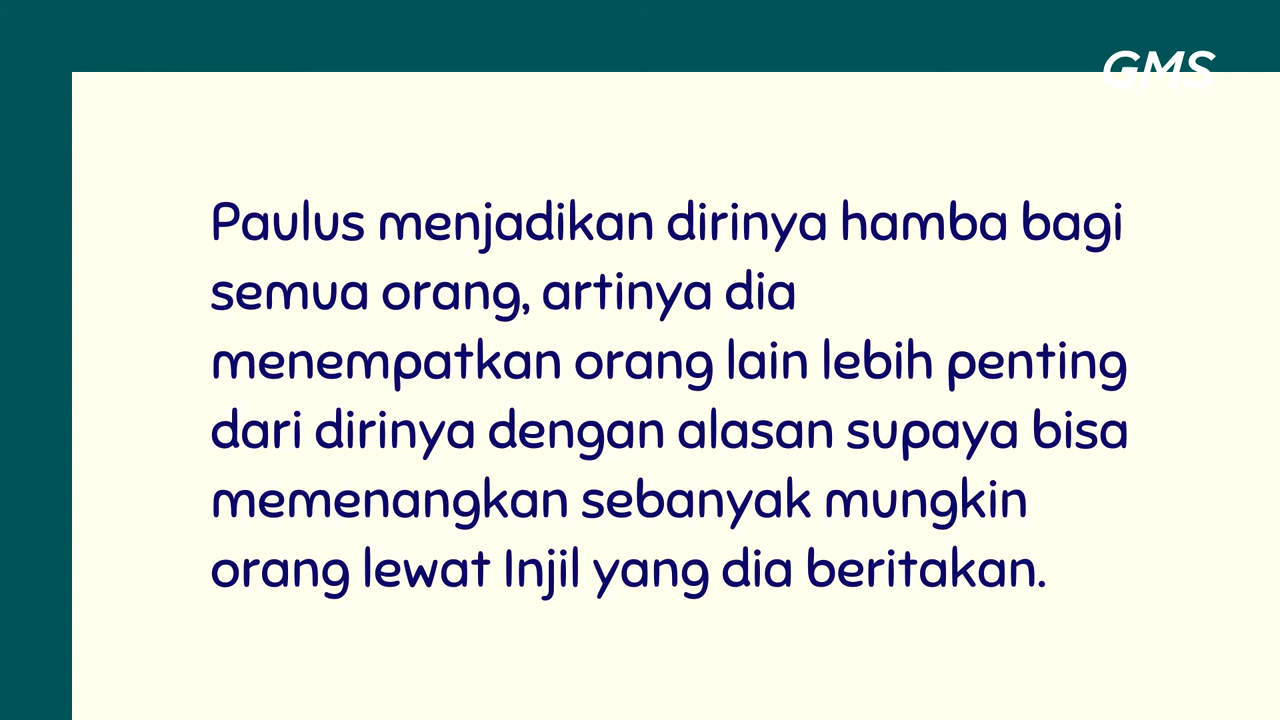 GMS
Paulus menjadikan dirinya hamba bagi
semua orang, artinya dia
menempatkan orang lain lebih penting
dari dirinya dengan alasan supaya bisa
memenangkan sebanyak mungkin
orang lewat Injil yang dia beritakan.